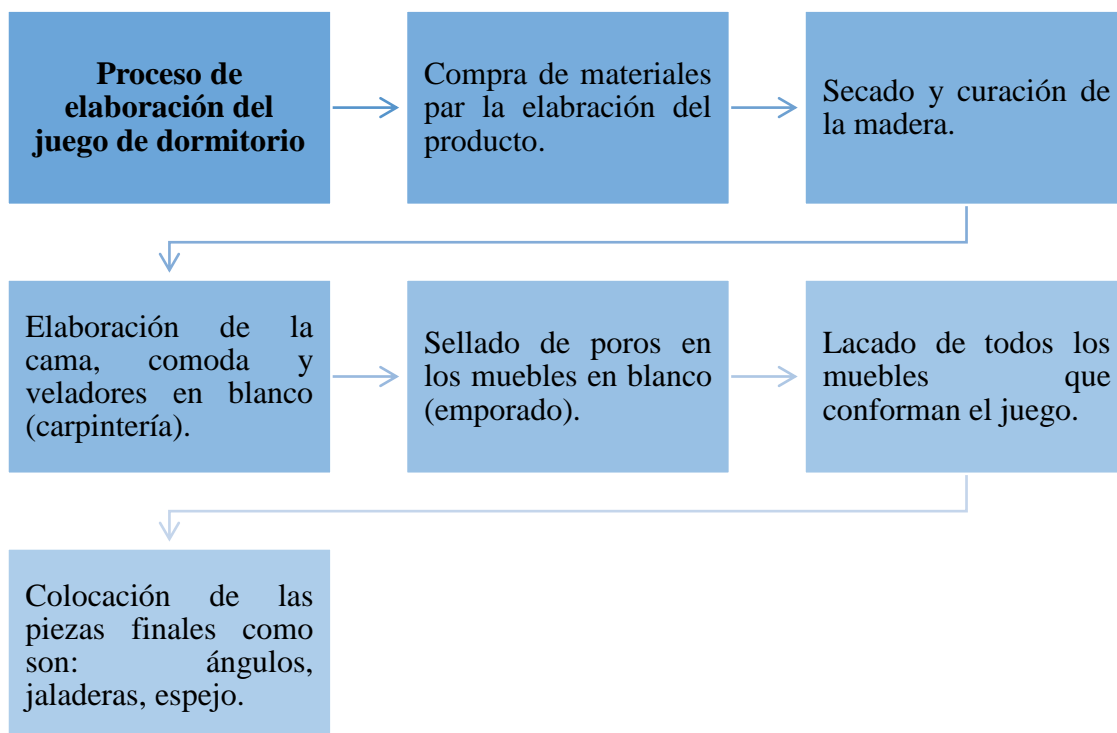 Proceso de
elaboración del
juego de dormitorio
Compra de materiales
par la elabración del
producto.
Secado y curación de
la madera.
Elaboración de la
cama, comoda y
veladores en blanco
(carpintería).
Sellado de poros en
los muebles en blanco
(emporado).
Lacado de todos los
muebles que
conforman el juego.
Colocación de las
piezas finales como
son: ángulos,
jaladeras, espejo.